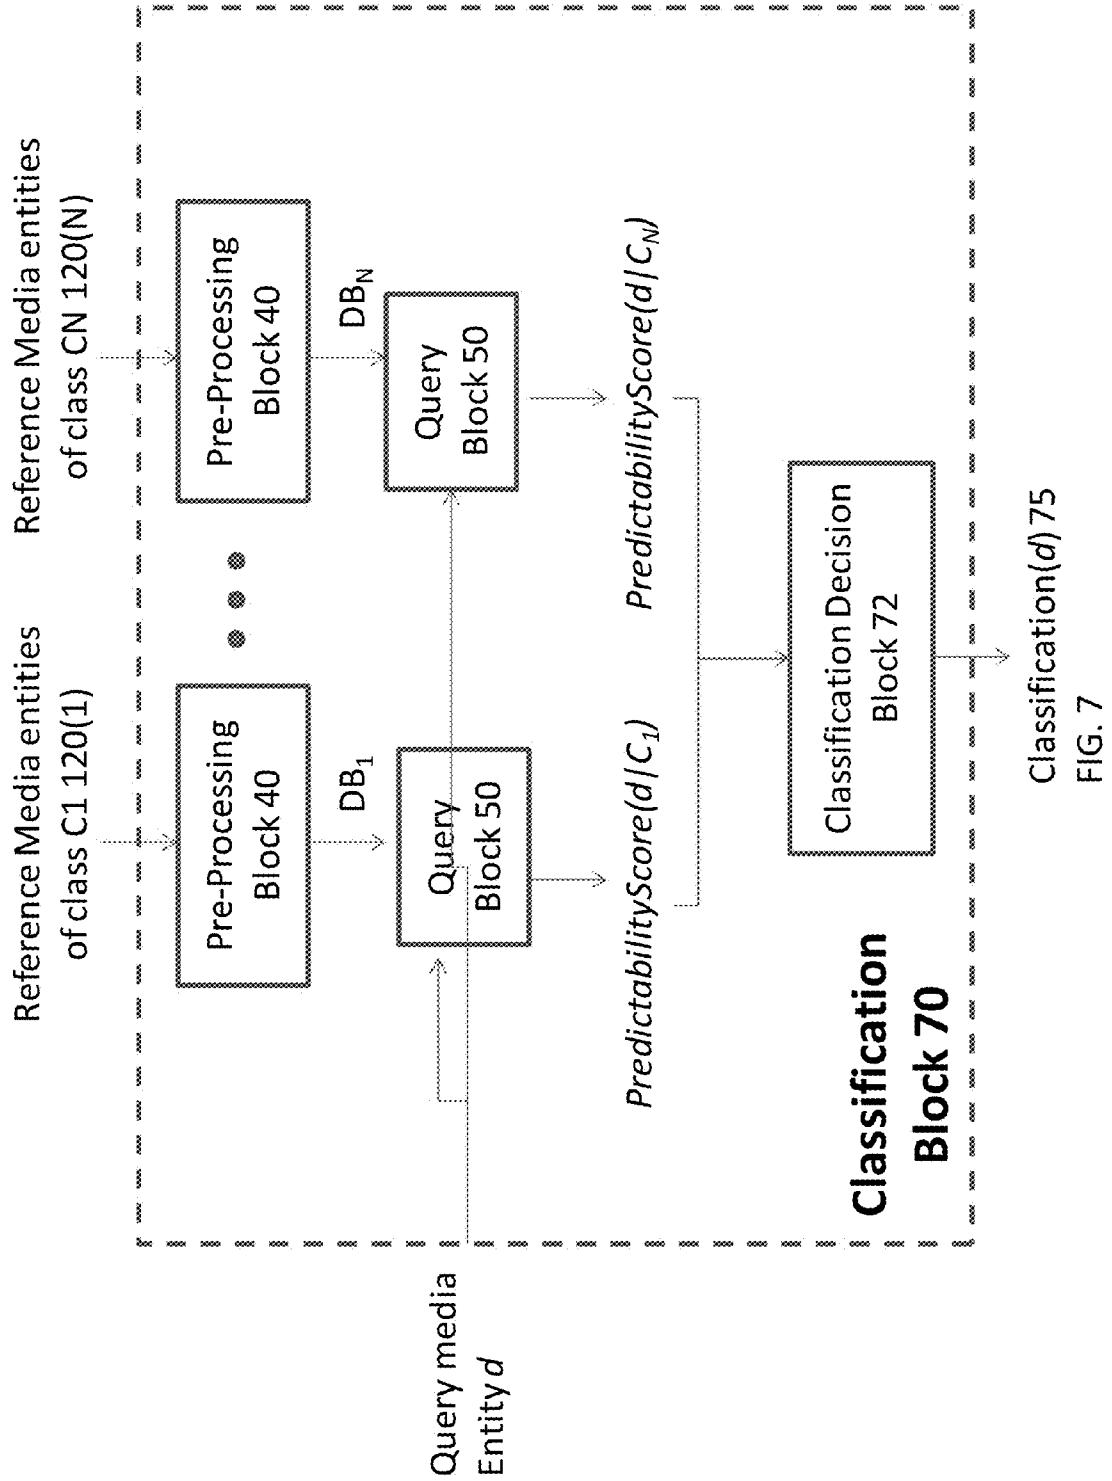 Reference Media entities
of class C1 120(1)
Reference Media entities
of class CN 120(N)
Pre-Processing
Block 40
Pre-Processing
Block 40
DB1
DBN
Query media
Entity d
Query
Block 50
Query
Block 50
PredictabilityScore(d|C1)
PredictabilityScore(d|CN)
Classification Decision
Block 72
Classification
Block 70
Classification(d) 75
FIG. 7